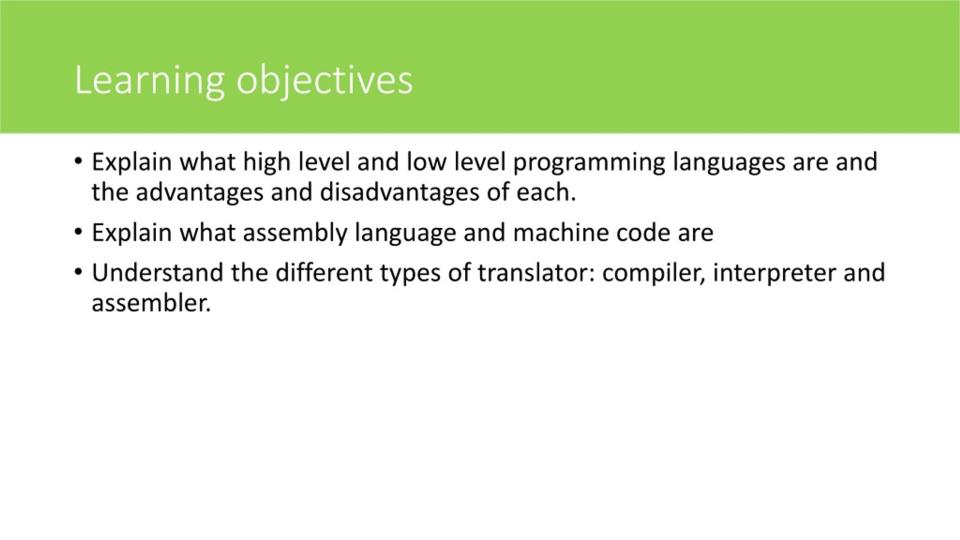 Learning objectives
• Explain what high level and low level programming languages are and
the advantages and disadvantages of each.
• Explain what assembly language and machine code are
• Understand the different types of translator: compiler, interpreter and
assembler.